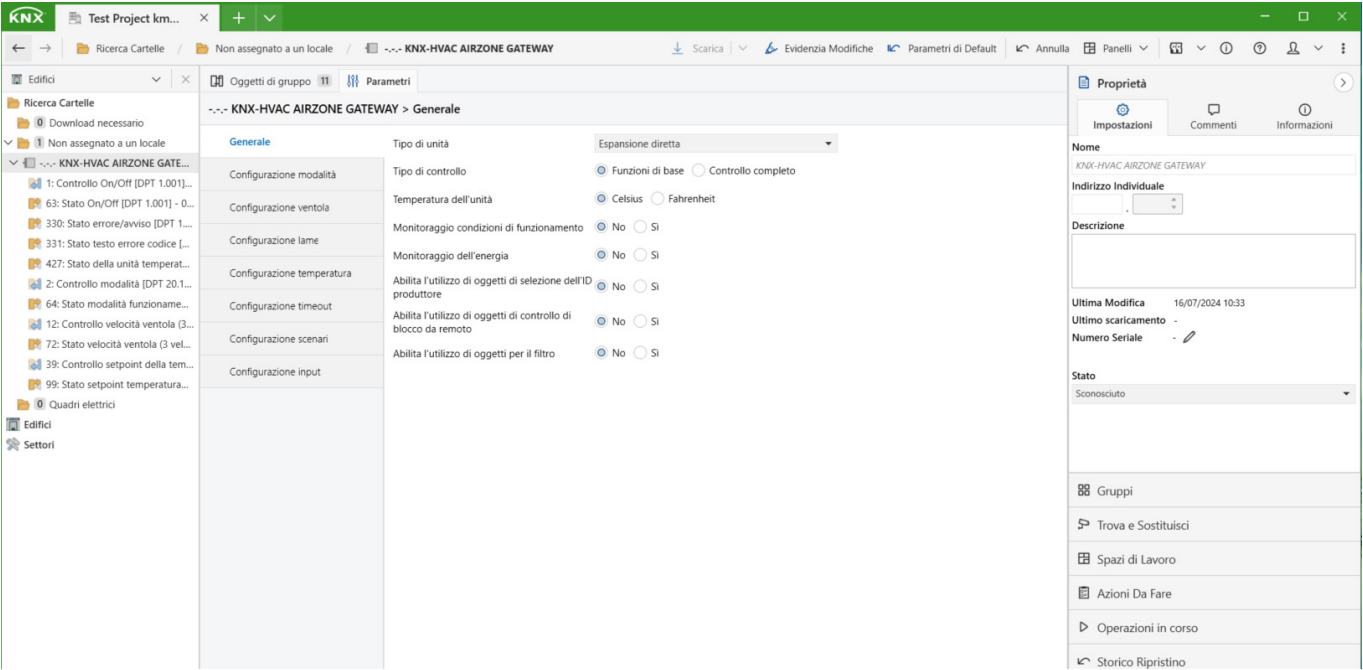 KNX
Test Project km...
Ricerca Cartelle / Non assegnato a un locale / -.-.- KNX-HVAC AIRZONE GATEWAY
Scarica
Evidenzia Modifiche
Parametri di Default
Annulla
Panelli
Edifici
Ricerca Cartelle
0 Download necessario
1 Non assegnato a un locale
-.-.- KNX-HVAC AIRZONE GATE...
1: Controllo On/Off [DPT 1.001]...
63: Stato On/Off [DPT 1.001] - 0...
330: Stato errore/avviso [DPT 1....
331: Stato testo errore codice [...
427: Stato della unità temperat...
2: Controllo modalità [DPT 20.1...
64: Stato modalità funzioname...
12: Controllo velocità ventola (3...
72: Stato velocità ventola (3 vel...
39: Controllo setpoint della tem...
99: Stato setpoint temperatura...
0 Quadri elettrici
Edifici
Settori
Oggetti di gruppo 11
Parametri
-.-.- KNX-HVAC AIRZONE GATEWAY > Generale
Generale
Configurazione modalità
Configurazione ventola
Configurazione lame
Configurazione temperatura
Configurazione timeout
Configurazione scenari
Configurazione input
Tipo di unità Espansione diretta
Tipo di controllo Funzioni di base Controllo completo
Temperatura dell'unità Celsius Fahrenheit
Monitoraggio condizioni di funzionamento No Sì
Monitoraggio dell'energia No Sì
Abilita l'utilizzo di oggetti di selezione dell'ID
produttore No Sì
Abilita l'utilizzo di oggetti di controllo di
blocco da remoto No Sì
Abilita l'utilizzo di oggetti per il filtro No Sì
Proprietà
Impostazioni
Commenti
Informazioni
Nome
KNX-HVAC AIRZONE GATEWAY
Indirizzo Individuale
.
Descrizione
Ultima Modifica 16/07/2024 10:33
Ultimo scaricamento -
Numero Seriale -
Stato
Sconosciuto
Gruppi
Trova e Sostituisci
Spazi di Lavoro
Azioni Da Fare
Operazioni in corso
Storico Ripristino